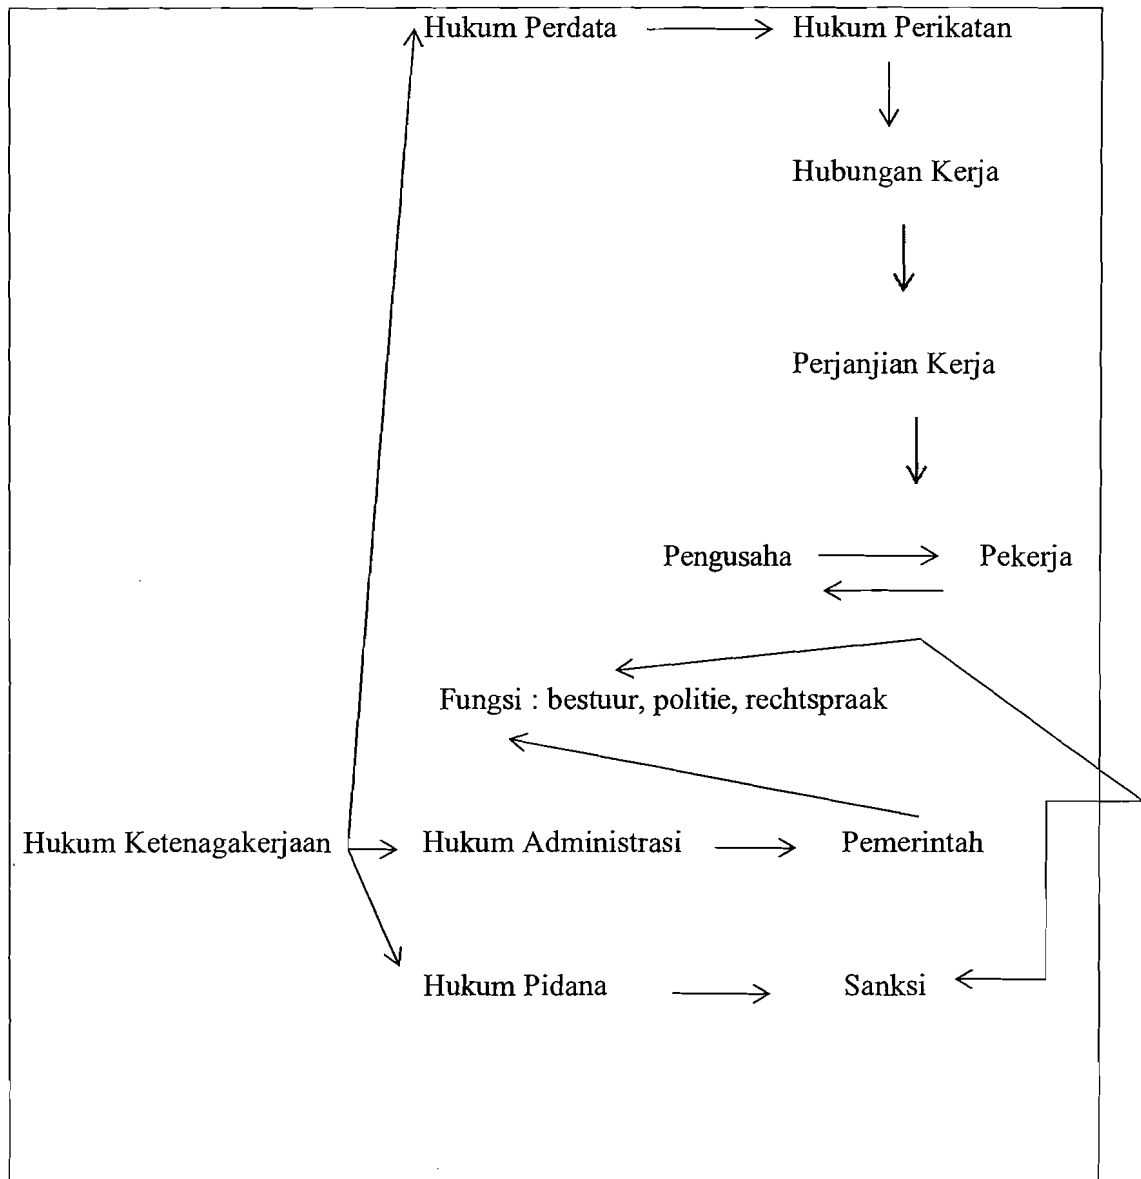 Hukum Perdata Hukum Perikatan
Hubungan Kerja
Perjanjian Kerja
Pengusaha Pekerja
Fungsi : bestuur, politie, rechtspraak
Hukum Ketenagakerjaan Hukum Administrasi Pemerintah
Hukum Pidana Sanksi